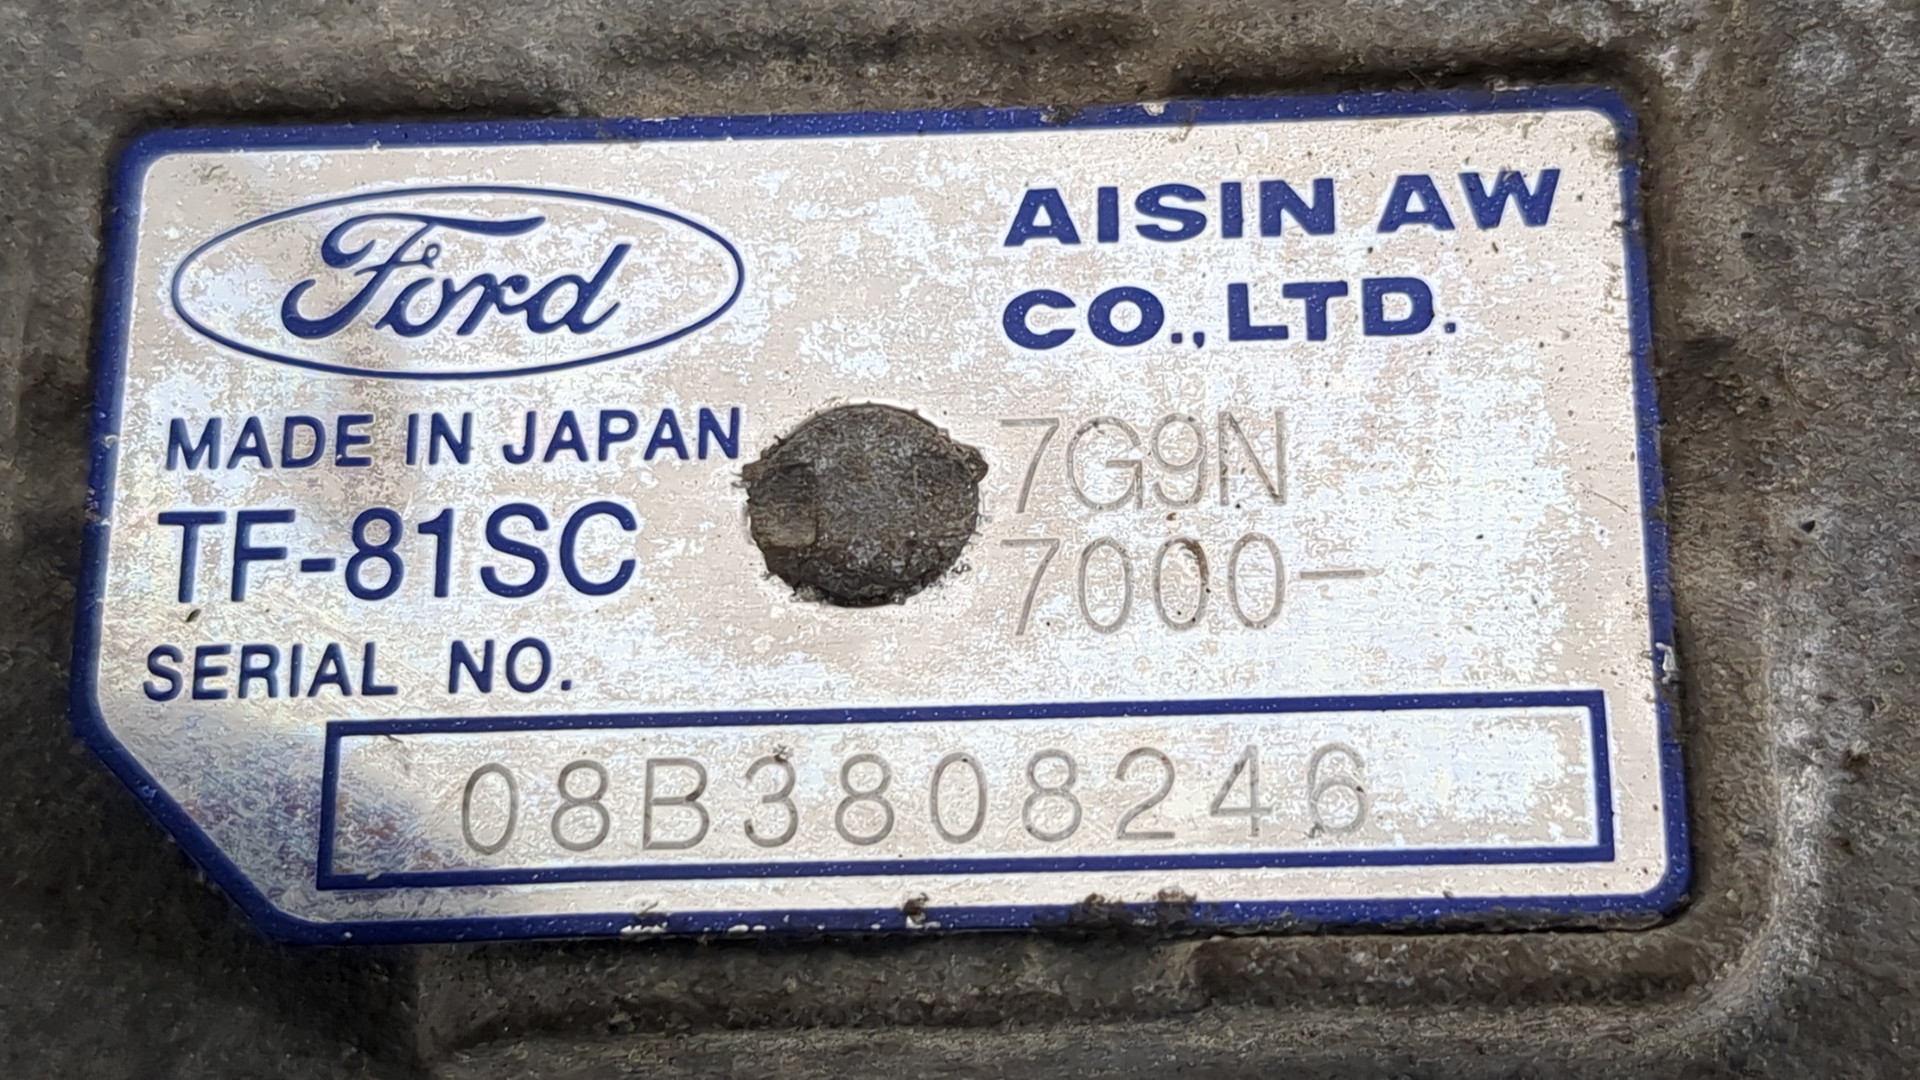 Ford
AISIN AW
CO.,LTD.
MADE IN JAPAN
7G9N
TF-81SC
7000-
SERIAL NO.
08B3808246